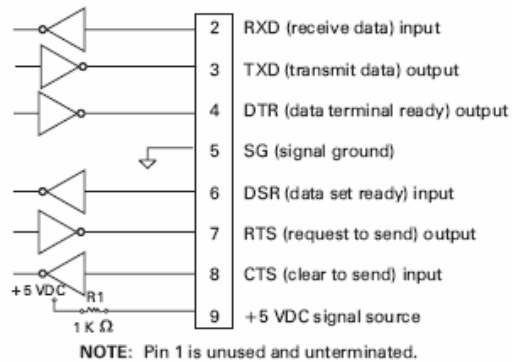 2 RXD (receive data) input
3 TXD (transmit data) output
4 DTR (data terminal ready) output
5 SG (signal ground)
6 DSR (data set ready) input
7 RTS (request to send) output
8 CTS (clear to send) input
+5 VDC
R1
1 K Ω
9 +5 VDC signal source
NOTE: Pin 1 is unused and unterminated.